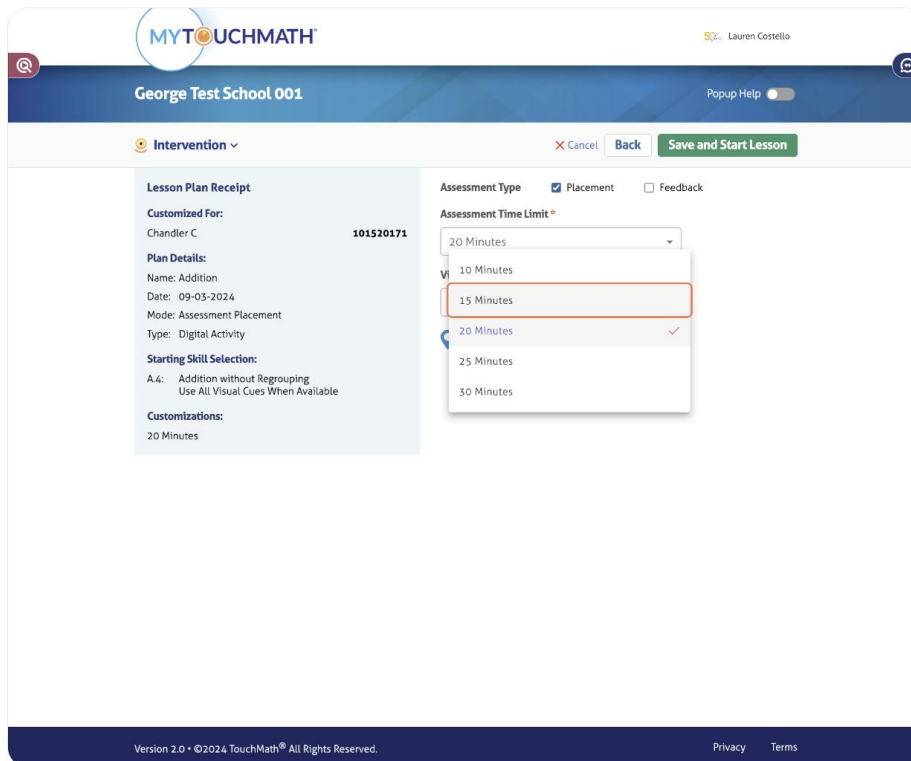 MYTOUCHMATH
Lauren Costello
George Test School 001
Popup Help
Intervention
Cancel
Back
Save and Start Lesson
Lesson Plan Receipt
Customized For:
Chandler C 101520171
Plan Details:
Name: Addition
Date: 09-03-2024
Mode: Assessment Placement
Type: Digital Activity
Starting Skill Selection:
A.4: Addition without Regrouping
Use All Visual Cues When Available
Customizations:
20 Minutes
Assessment Type Placement Feedback
Assessment Time Limit *
20 Minutes
10 Minutes
15 Minutes
20 Minutes
25 Minutes
30 Minutes
Version 2.0 • ©2024 TouchMath® All Rights Reserved.
Privacy Terms